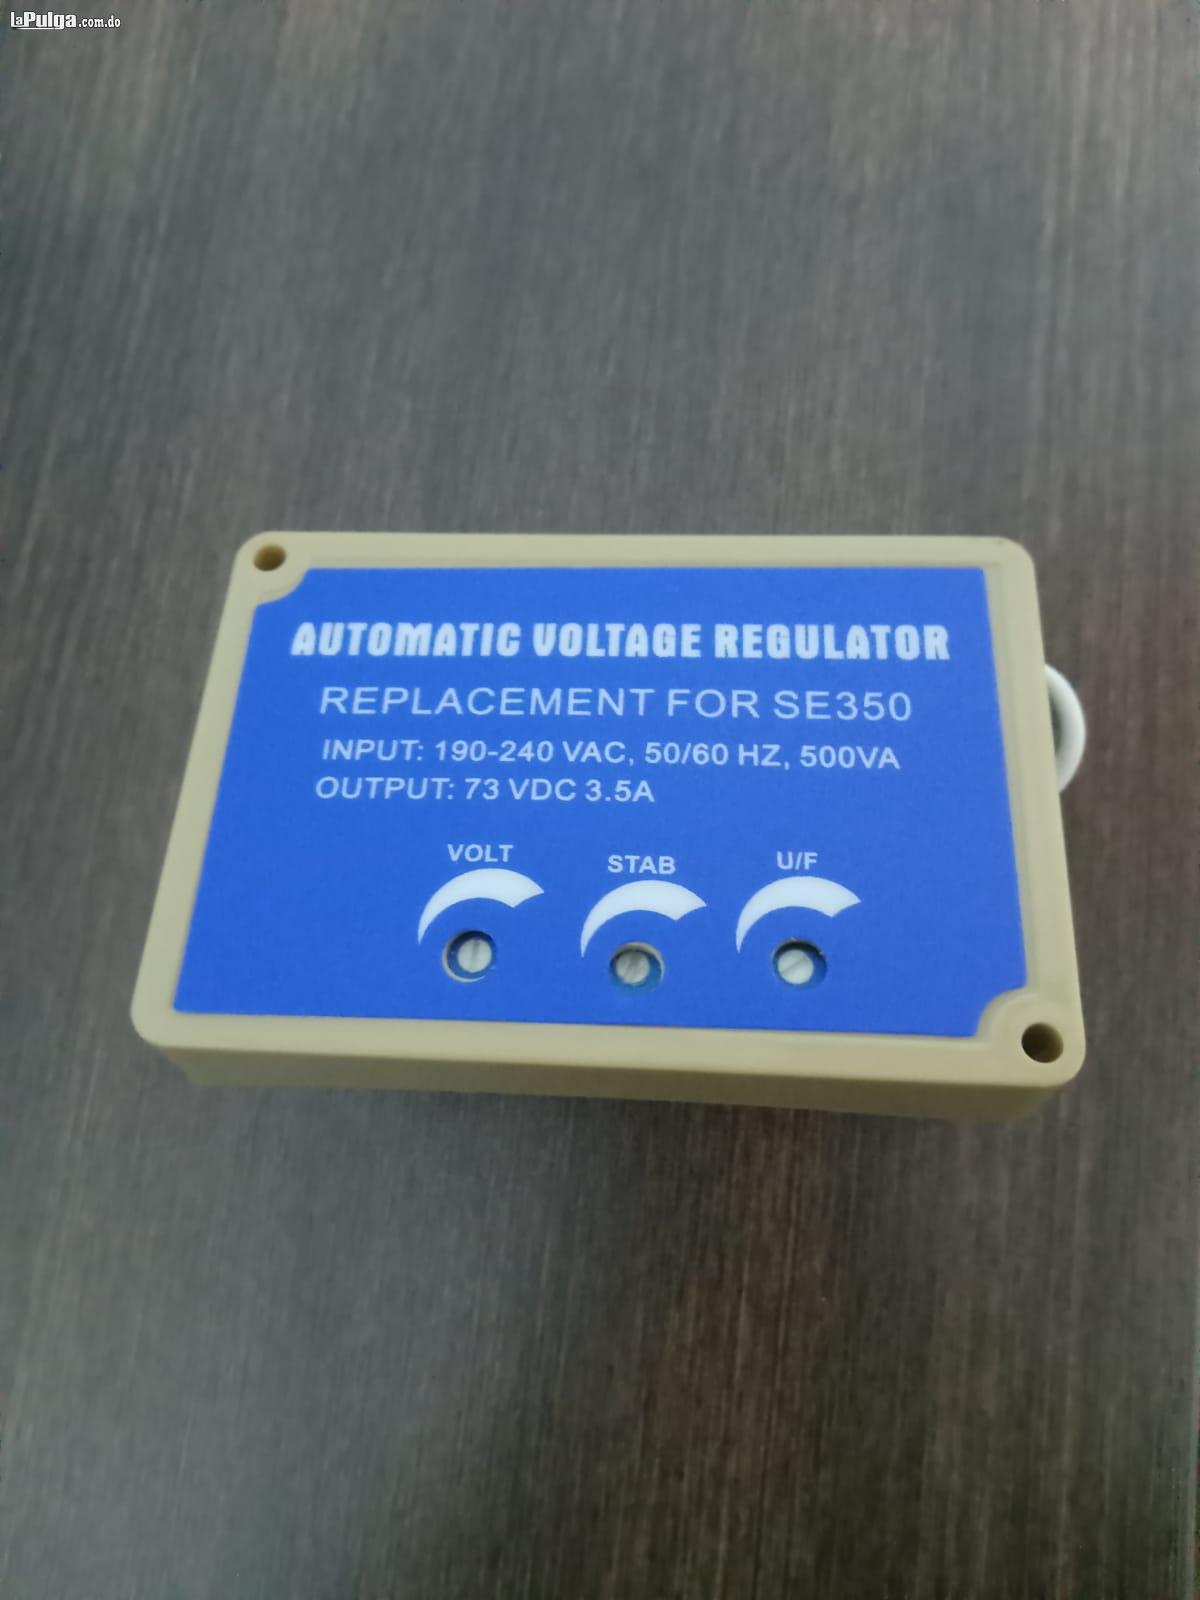 laPulga.com.do
AUTOMATIC VOLTAGE REGULATOR
REPLACEMENT FOR SE350
INPUT: 190-240 VAC, 50/60 HZ, 500VA
OUTPUT: 73 VDC 3.5A
VOLT STAB U/F